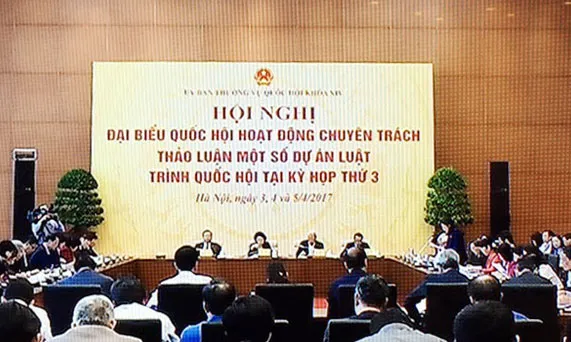 ỦY BAN THƯỜNG VỤ QUỐC HỘI KHÓA XIV
HỘI NGHỊ
ĐẠI BIỂU QUỐC HỘI HOẠT ĐỘNG CHUYÊN TRÁCH
THẢO LUẬN MỘT SỐ DỰ ÁN LUẬT
TRÌNH QUỐC HỘI TẠI KỲ HỌP THỨ 3
Hà Nội, ngày 3, 4 và 5/4/2017